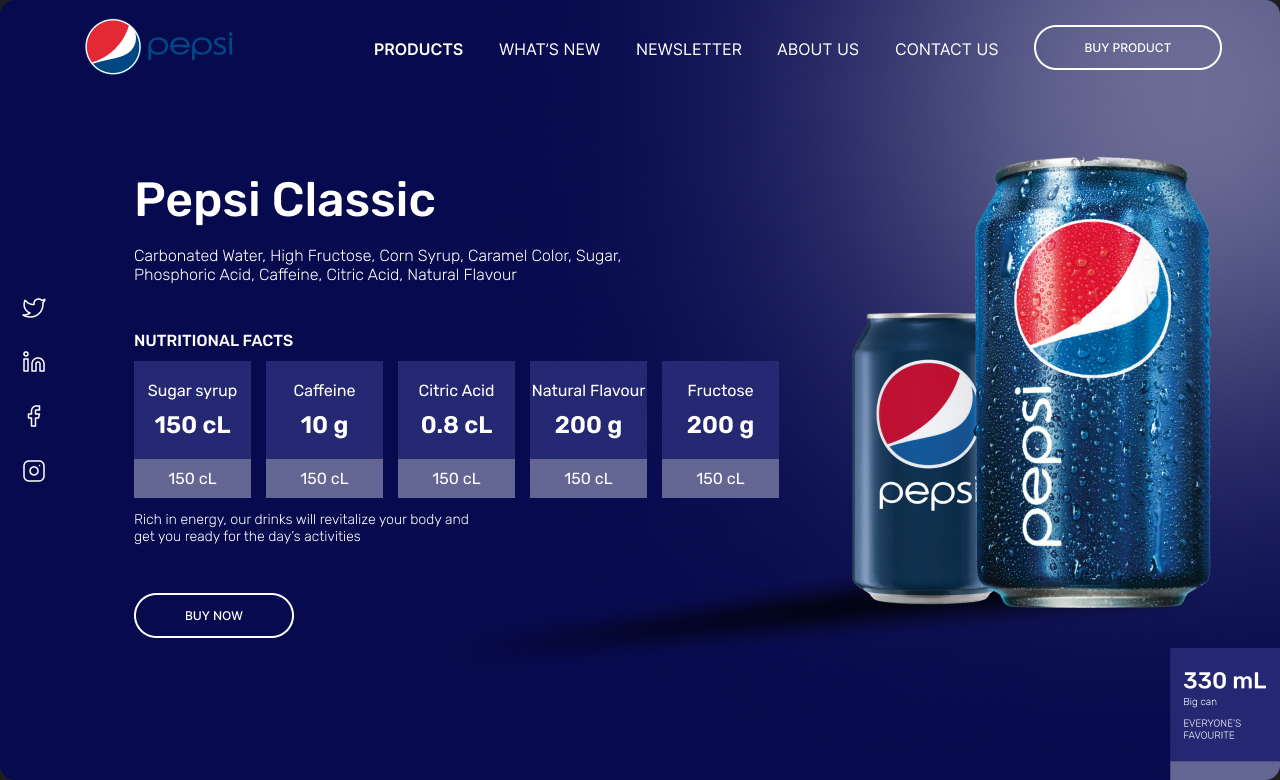 pepsi
PRODUCTS
WHAT'S NEW
NEWSLETTER
ABOUT US
CONTACT US
BUY PRODUCT
Pepsi Classic
Carbonated Water, High Fructose, Corn Syrup, Caramel Color, Sugar,
Phosphoric Acid, Caffeine, Citric Acid, Natural Flavour
NUTRITIONAL FACTS
Sugar syrup
150 cL
150 cL
Caffeine
10 g
150 cL
Citric Acid
0.8 cL
150 cL
Natural Flavour
200 g
150 cL
Fructose
200 g
150 cL
Rich in energy, our drinks will revitalize your body and
get you ready for the day's activities
BUY NOW
pepsi
pepsi
330 mL
Big can
EVERYONE'S
FAVOURITE